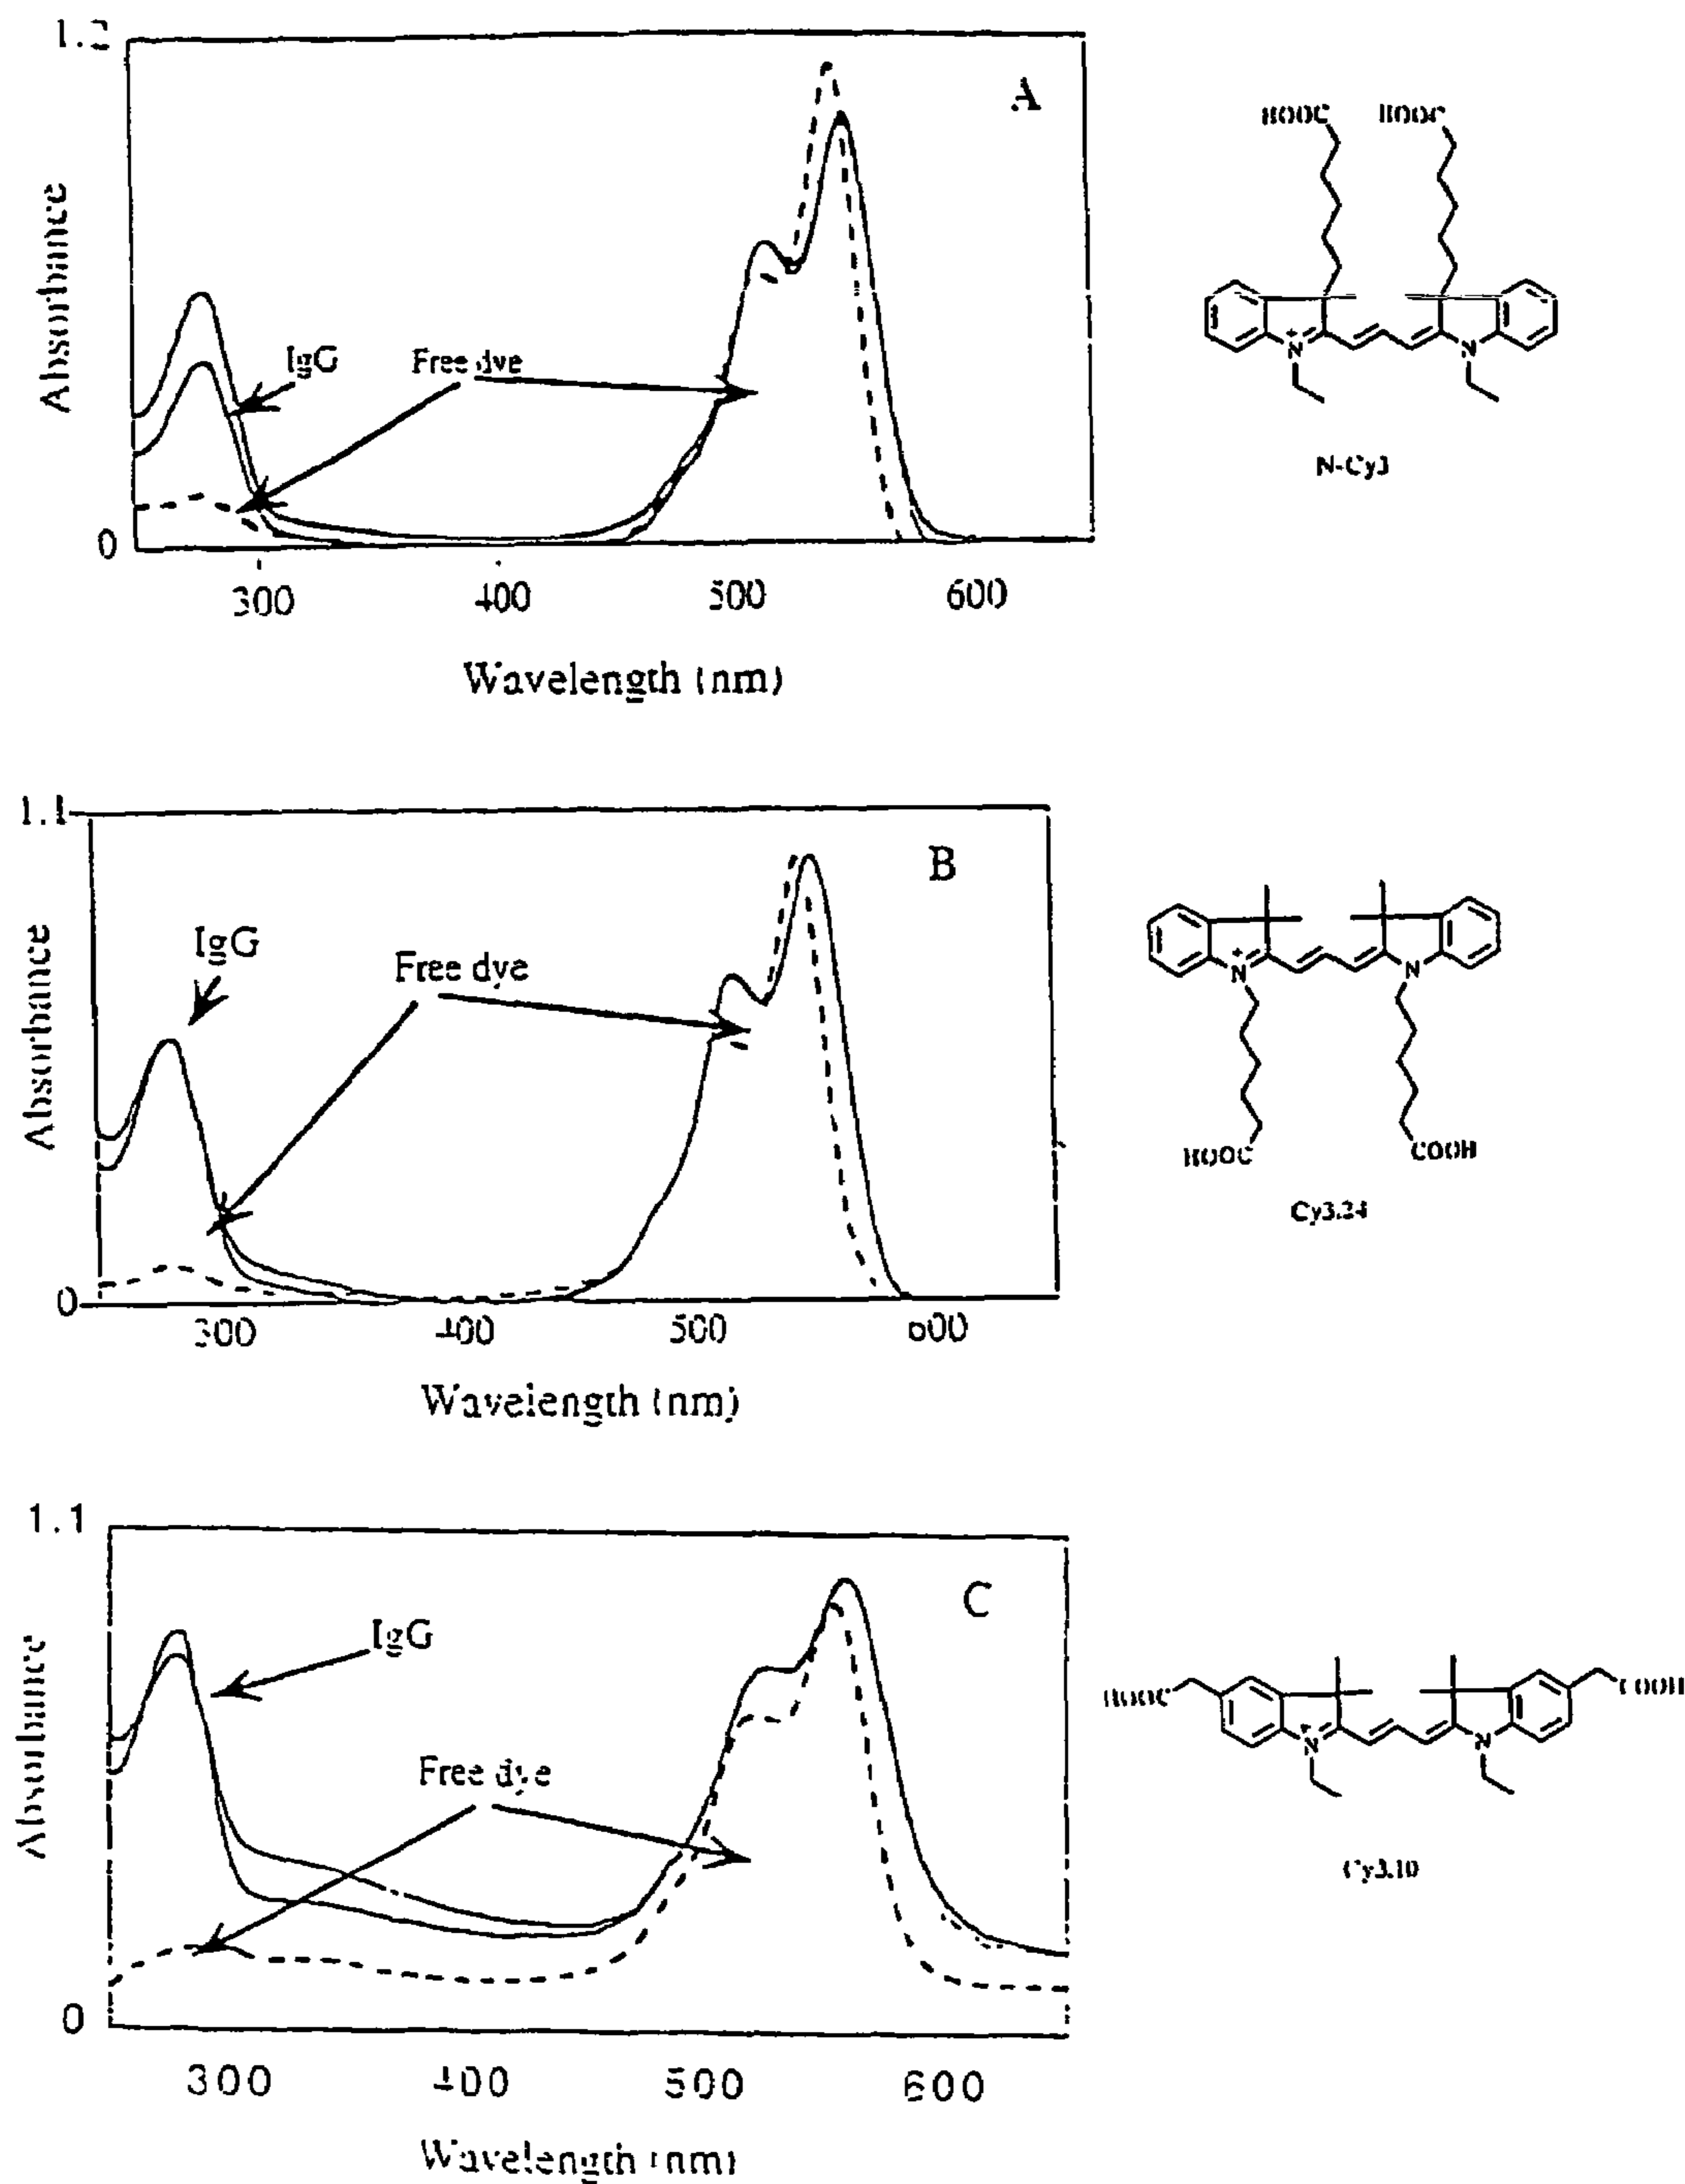 1.2
A
Absorbance
IgG
Free dye
0
300 400 500 600
Wavelength (nm)
HOOC HOOC
N
+
N
N-Cy3
1.1
B
Absorbance
IgG
Free dye
0
300 400 500 600
Wavelength (nm)
N
+
N
HOOC COOH
Cy3.24
1.1
C
Absorbance
IgG
Free dye
0
300 400 500 600
Wavelength (nm)
HOOC COOH
N
+
N
Cy3.10